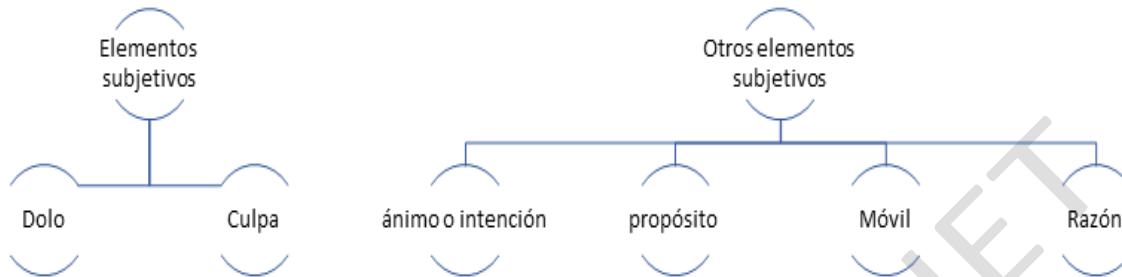 Elementos
subjetivos
Otros elementos
subjetivos
Dolo
Culpa
ánimo o intención
propósito
Móvil
Razón